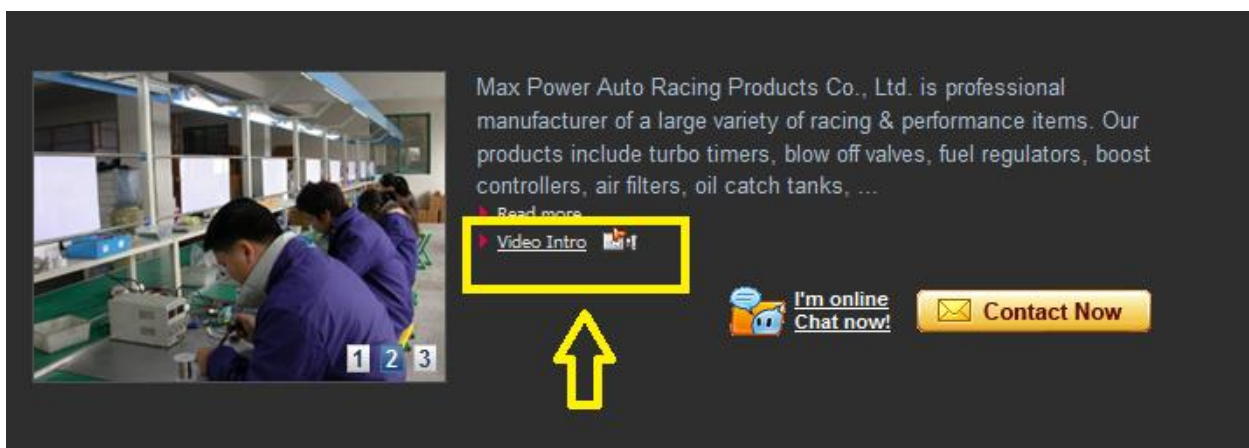 Max Power Auto Racing Products Co., Ltd. is professional
manufacturer of a large variety of racing & performance items. Our
products include turbo timers, blow off valves, fuel regulators, boost
controllers, air filters, oil catch tanks, ...
Read more
Video Intro
I'm online
Chat now!
Contact Now
1 2 3